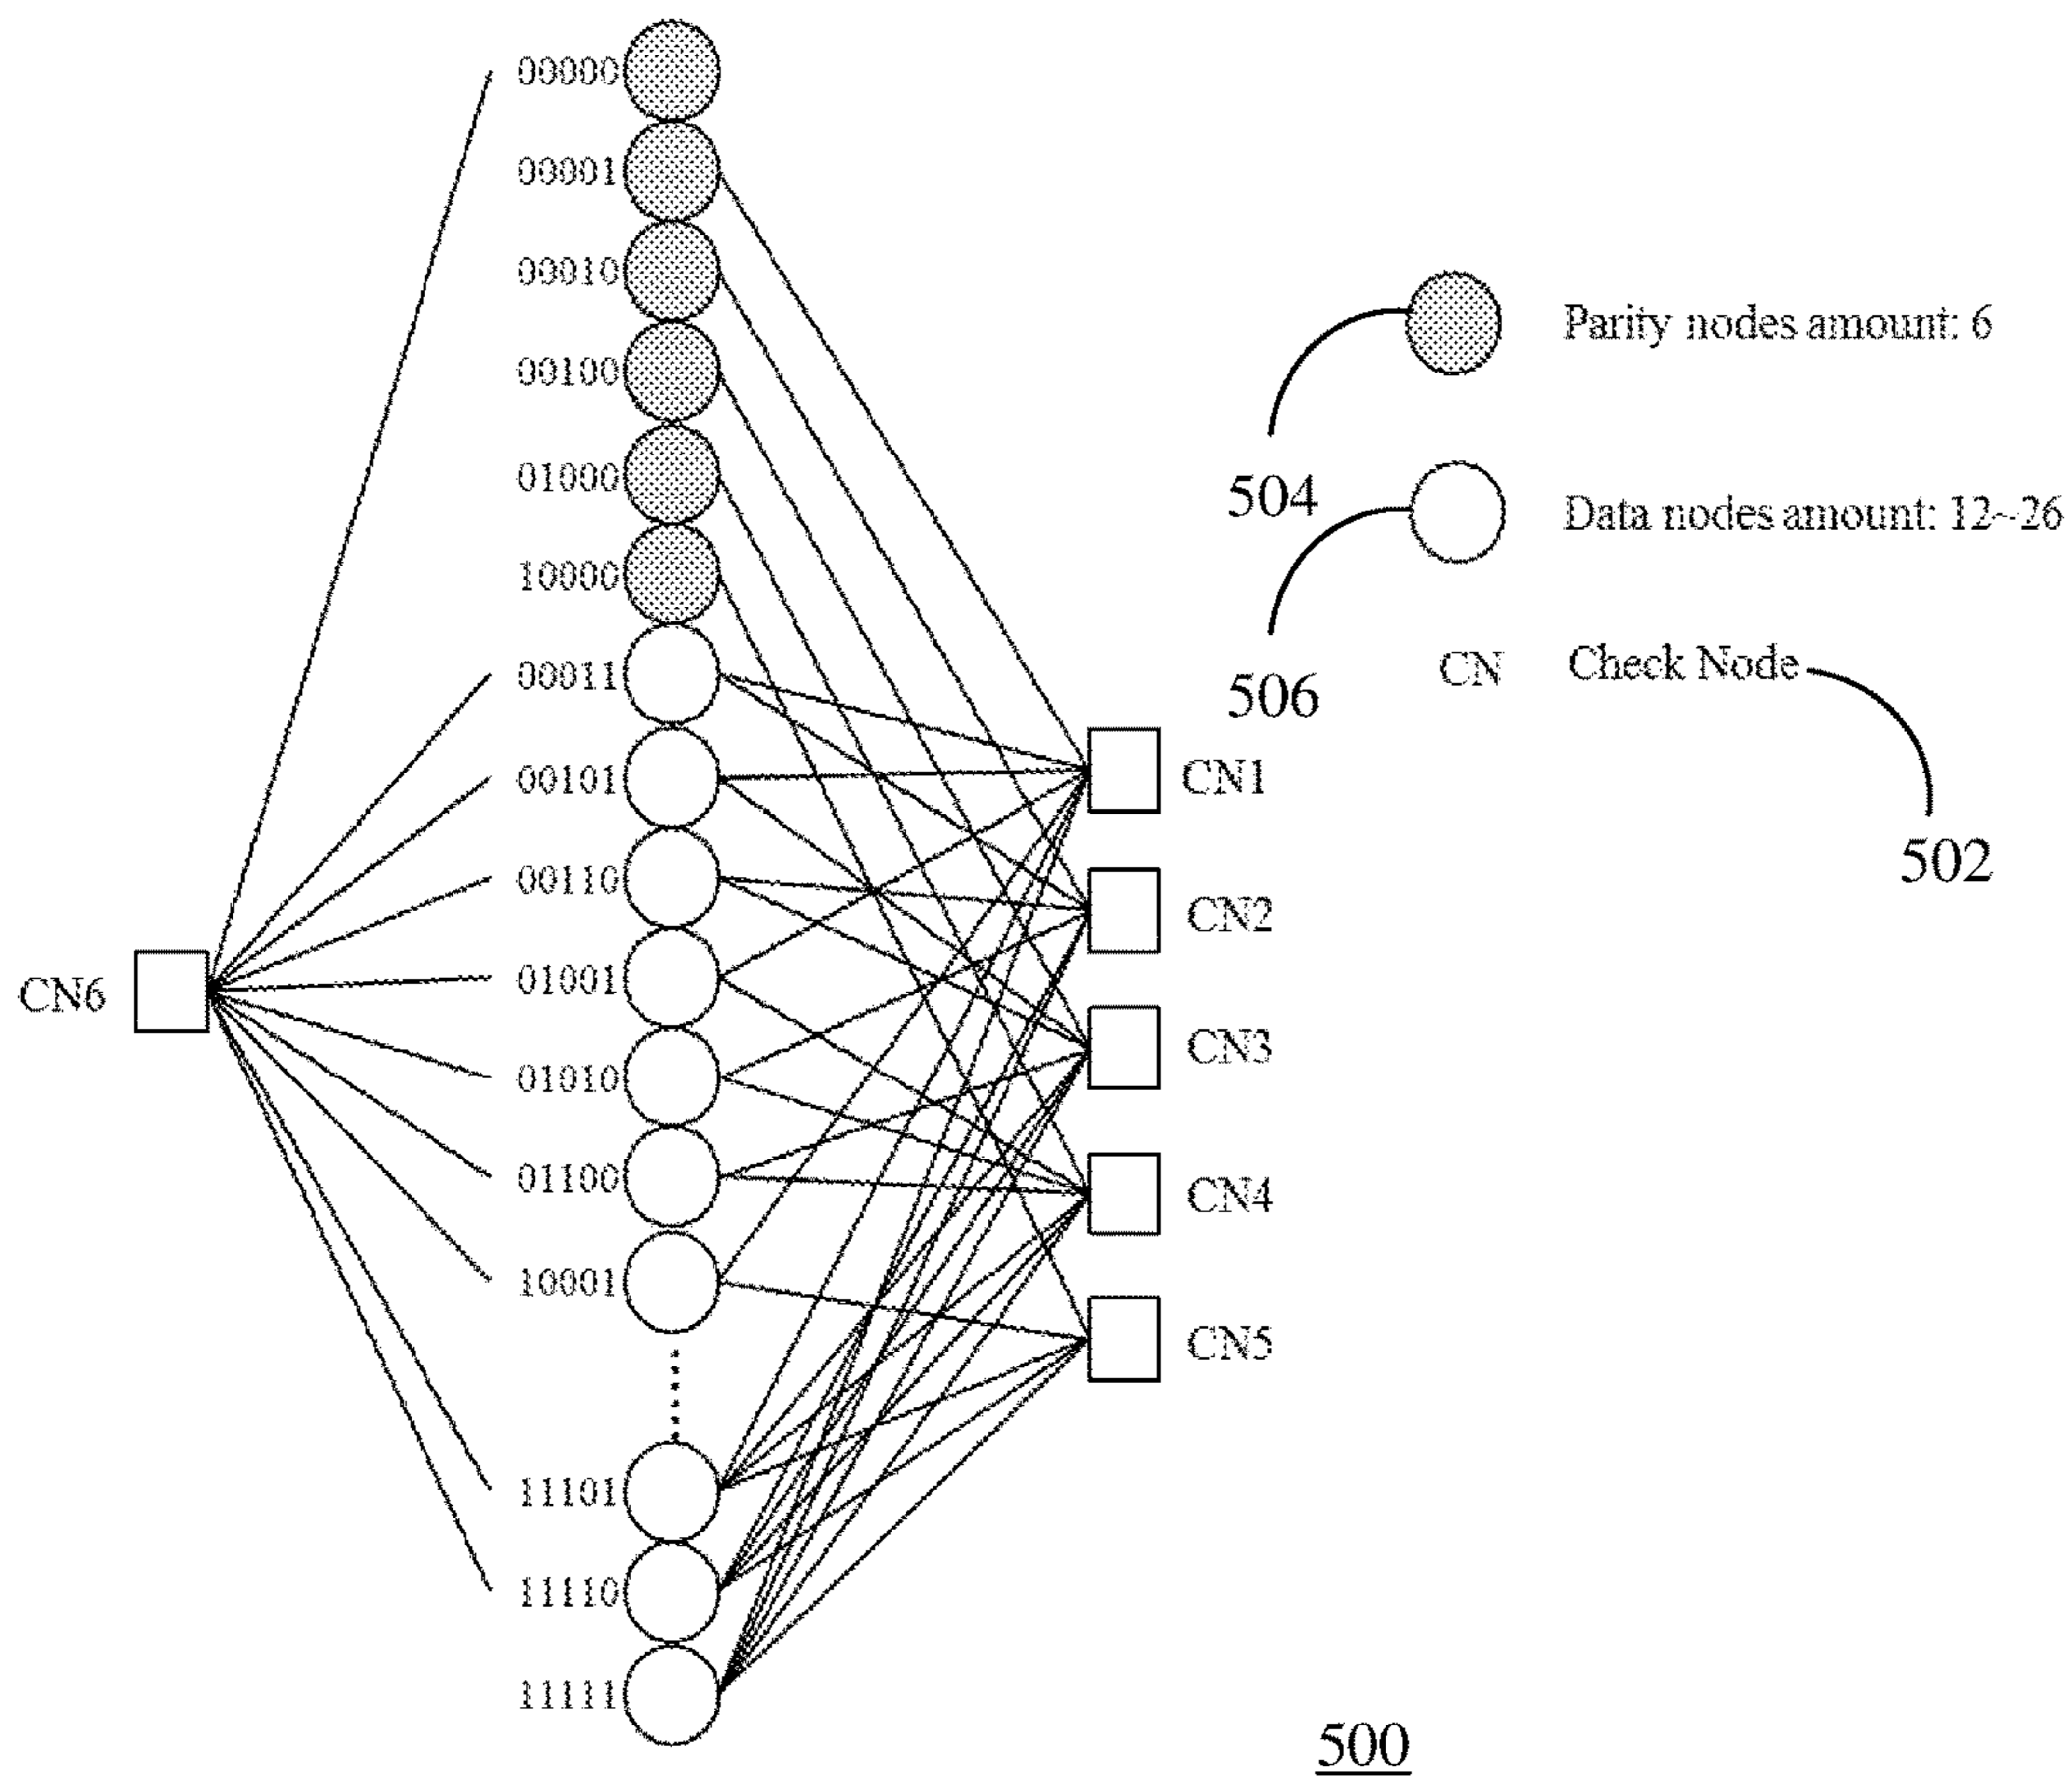 00000
00001
00010
00100
01000
10000
00011
00101
00110
01001
01010
01100
10001
11101
11110
11111
CN6
CN1
CN2
CN3
CN4
CN5
Parity nodes amount: 6
504
Data nodes amount: 12~26
506
CN Check Node
502
500